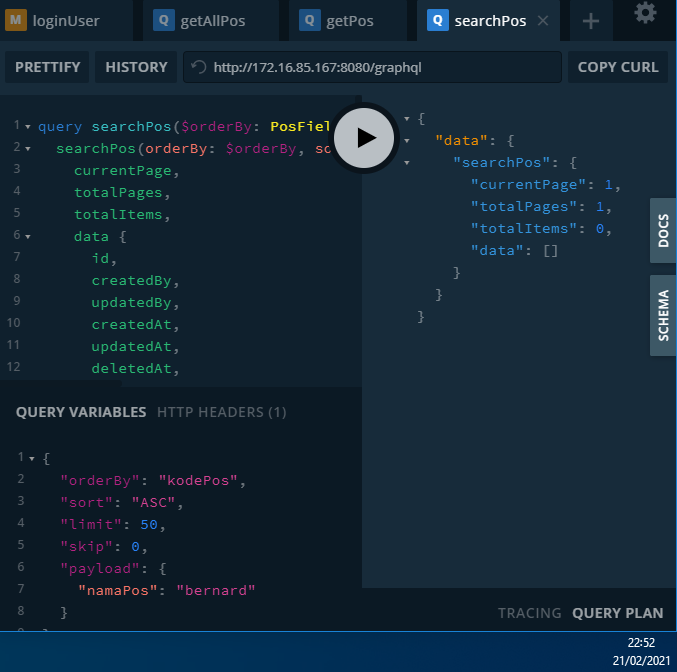 M loginUser
Q getAllPos
Q getPos
Q searchPos
PRETTIFY
HISTORY
http://172.16.85.167:8080/graphql
COPY CURL
1 query searchPos($orderBy: PosFiel
2 searchPos(orderBy: $orderBy, so
3 currentPage,
4 totalPages,
5 totalItems,
6 data {
7 id,
8 createdBy,
9 updatedBy,
10 createdAt,
11 updatedAt,
12 deletedAt,
{
"data": {
"searchPos": {
"currentPage": 1,
"totalPages": 1,
"totalItems": 0,
"data": []
}
}
}
DOCS
SCHEMA
QUERY VARIABLES
HTTP HEADERS (1)
1 {
2 "orderBy": "kodePos",
3 "sort": "ASC",
4 "limit": 50,
5 "skip": 0,
6 "payload": {
7 "namaPos": "bernard"
8 }
TRACING
QUERY PLAN
22:52
21/02/2021